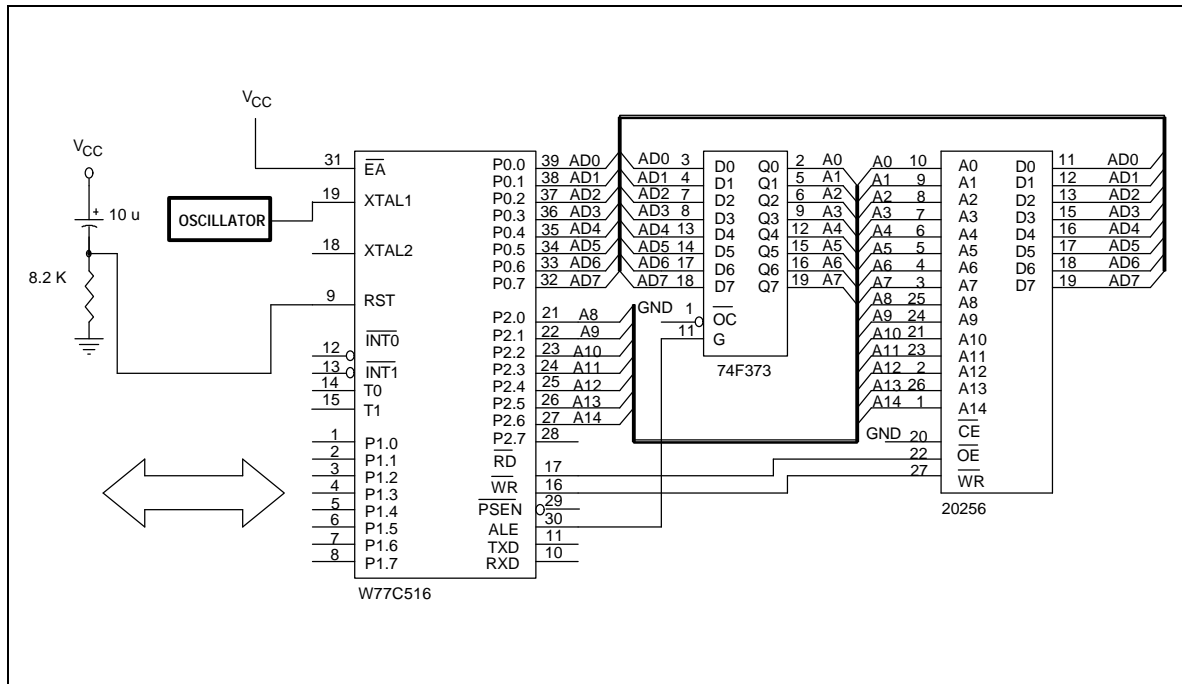 VCC
VCC
10 u
+
OSCILLATOR
8.2 K
31 EA
19 XTAL1
18 XTAL2
9 RST
12 INT0
13 INT1
14 T0
15 T1
1 P1.0
2 P1.1
3 P1.2
4 P1.3
5 P1.4
6 P1.5
7 P1.6
8 P1.7
P0.0 39 AD0
P0.1 38 AD1
P0.2 37 AD2
P0.3 36 AD3
P0.4 35 AD4
P0.5 34 AD5
P0.6 33 AD6
P0.7 32 AD7
P2.0 21 A8
P2.1 22 A9
P2.2 23 A10
P2.3 24 A11
P2.4 25 A12
P2.5 26 A13
P2.6 27 A14
P2.7 28
RD 17
WR 16
PSEN 29
ALE 30
TXD 11
RXD 10
W77C516
AD0 3 D0 Q0 2 A0
AD1 4 D1 Q1 5 A1
AD2 7 D2 Q2 6 A2
AD3 8 D3 Q3 9 A3
AD4 13 D4 Q4 12 A4
AD5 14 D5 Q5 15 A5
AD6 17 D6 Q6 16 A6
AD7 18 D7 Q7 19 A7
GND 1 OC
11 G
74F373
A0 10 A0 D0 11 AD0
A1 9 A1 D1 12 AD1
A2 8 A2 D2 13 AD2
A3 7 A3 D3 15 AD3
A4 6 A4 D4 16 AD4
A5 5 A5 D5 17 AD5
A6 4 A6 D6 18 AD6
A7 3 A7 D7 19 AD7
A8 25 A8
A9 24 A9
A10 21 A10
A11 23 A11
A12 2 A12
A13 26 A13
A14 1 A14
GND 20 CE
22 OE
27 WR
20256